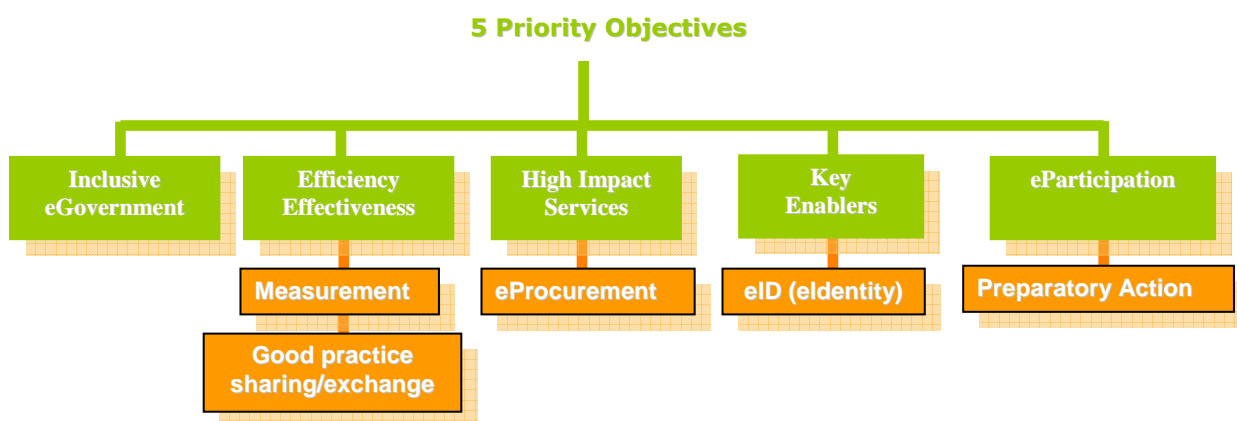 5 Priority Objectives
Inclusive
eGovernment
Efficiency
Effectiveness
High Impact
Services
Key
Enablers
eParticipation
Measurement
eProcurement
eID (eIdentity)
Preparatory Action
Good practice
sharing/exchange